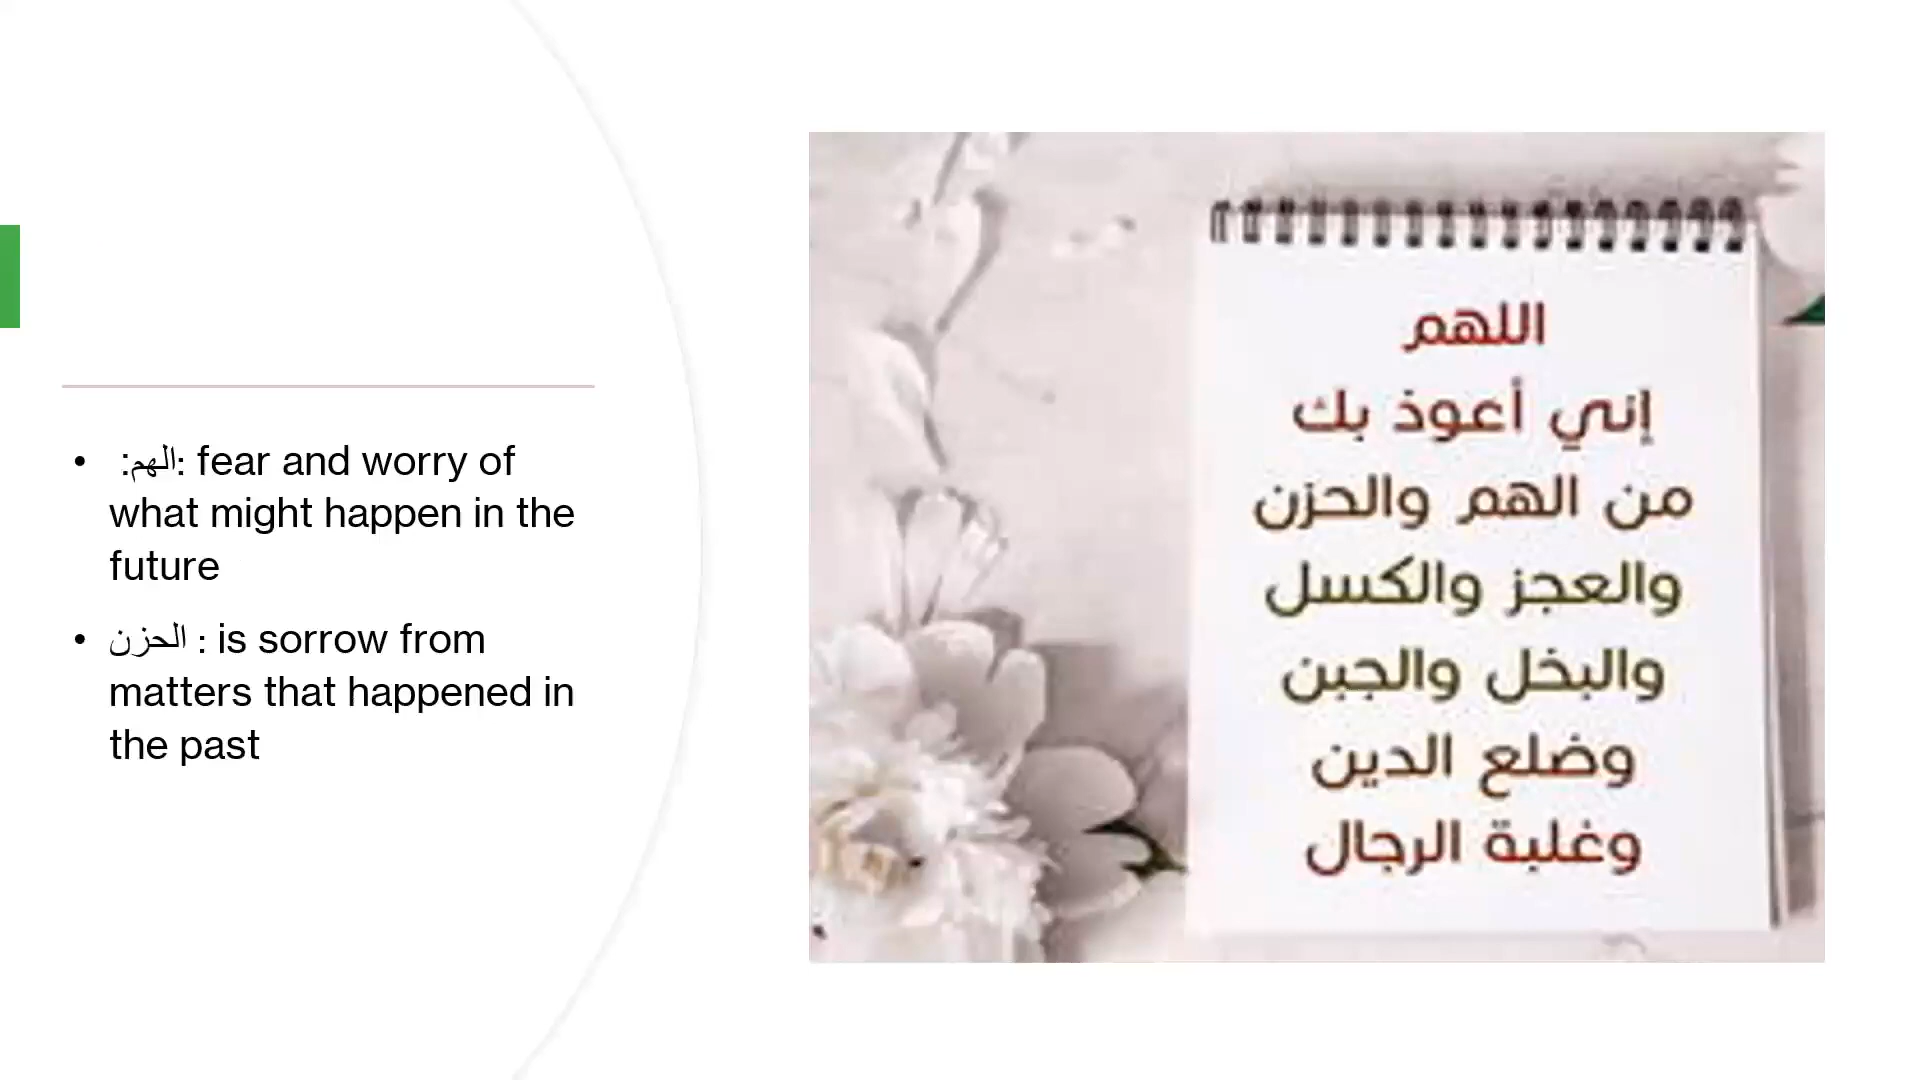 الهم: : fear and worry of
what might happen in the
future
الحزن : is sorrow from
matters that happened in
the past
اللهم
إني أعوذ بك
من الهم والحزن
والعجز والكسل
والبخل والجبن
وضلع الدين
وغلبة الرجال